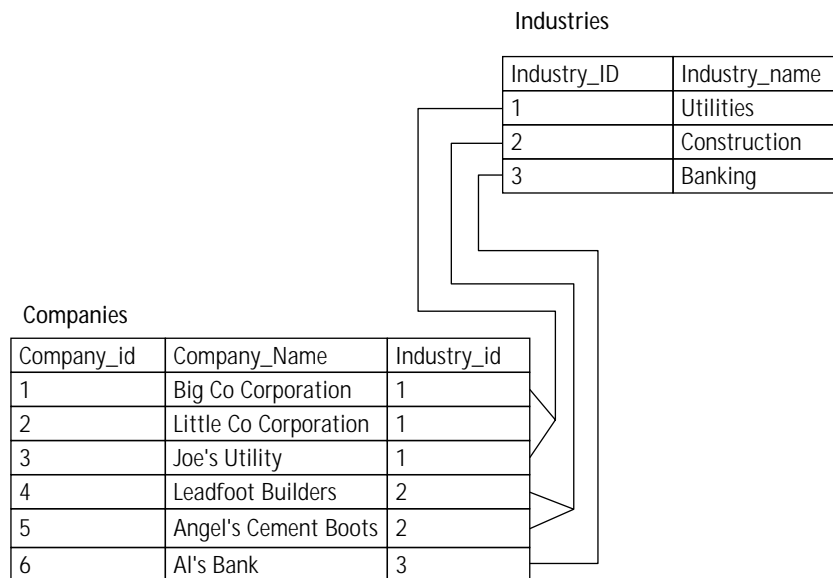 Industries
Industry_ID Industry_name
1 Utilities
2 Construction
3 Banking
Companies
Company_id Company_Name Industry_id
1 Big Co Corporation 1
2 Little Co Corporation 1
3 Joe's Utility 1
4 Leadfoot Builders 2
5 Angel's Cement Boots 2
6 Al's Bank 3